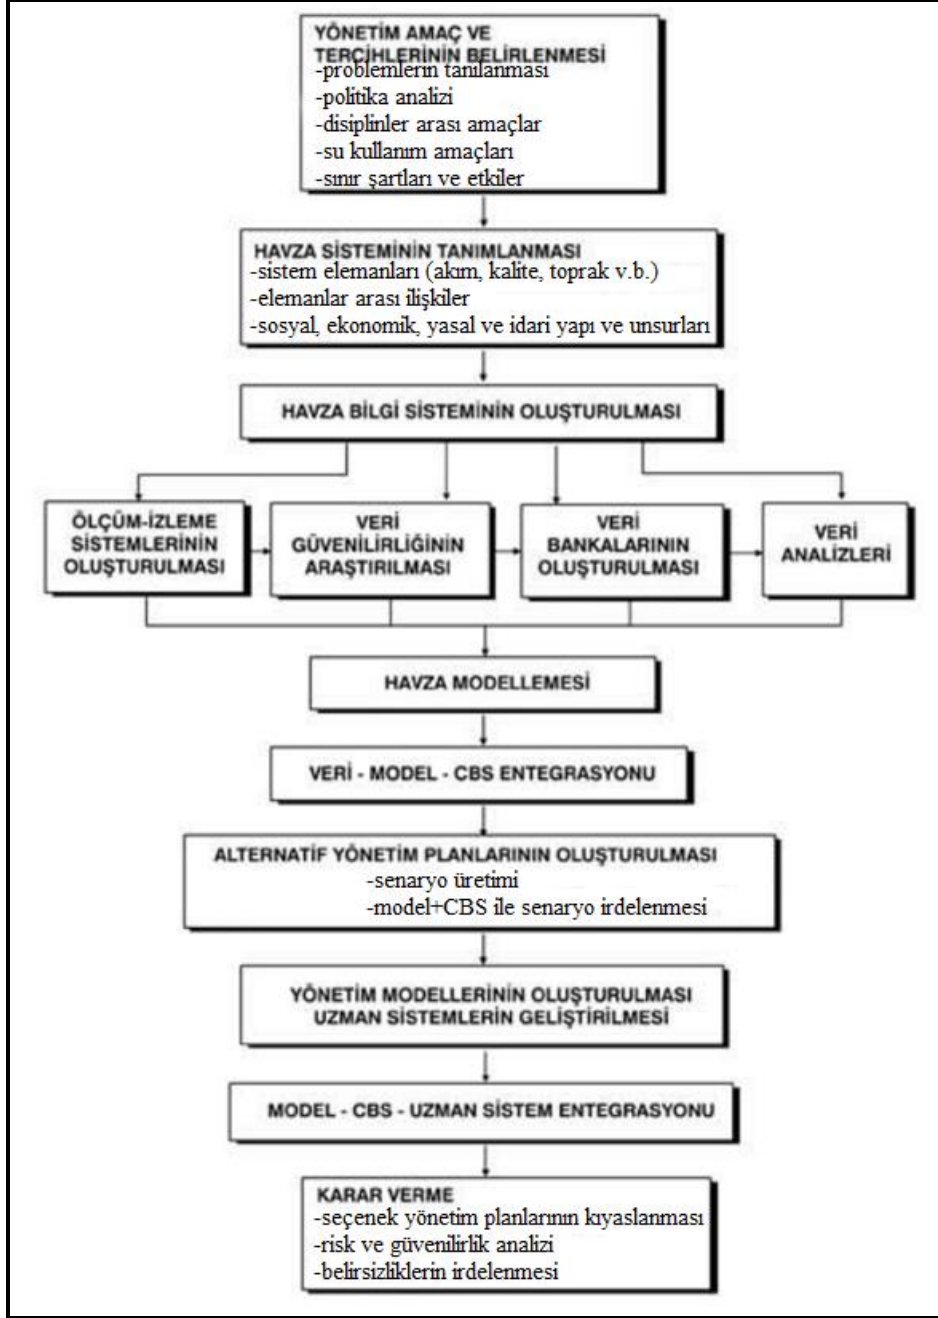 YÖNETİM AMAÇ VE
TERCİHLERİNİN BELİRLENMESİ
-problemlerin tanılanması
-politika analizi
-disiplinler arası amaçlar
-su kullanım amaçları
-sınır şartları ve etkiler
HAVZA SİSTEMİNİN TANIMLANMASI
-sistem elemanları (akım, kalite, toprak v.b.)
-elemanlar arası ilişkiler
-sosyal, ekonomik, yasal ve idari yapı ve unsurları
HAVZA BİLGİ SİSTEMİNİN OLUŞTURULMASI
ÖLÇÜM-İZLEME
SİSTEMLERİNİN
OLUŞTURULMASI
VERİ
GÜVENİLİRLİĞİNİN
ARAŞTIRILMASI
VERİ
BANKALARININ
OLUŞTURULMASI
VERİ
ANALİZLERİ
HAVZA MODELLEMESİ
VERİ - MODEL - CBS ENTEGRASYONU
ALTERNATİF YÖNETİM PLANLARININ OLUŞTURULMASI
-senaryo üretimi
-model+CBS ile senaryo irdelenmesi
YÖNETİM MODELLERİNİN OLUŞTURULMASI
UZMAN SİSTEMLERİN GELİŞTİRİLMESİ
MODEL - CBS - UZMAN SİSTEM ENTEGRASYONU
KARAR VERME
-seçenek yönetim planlarının kıyaslanması
-risk ve güvenilirlik analizi
-belirsizliklerin irdelenmesi